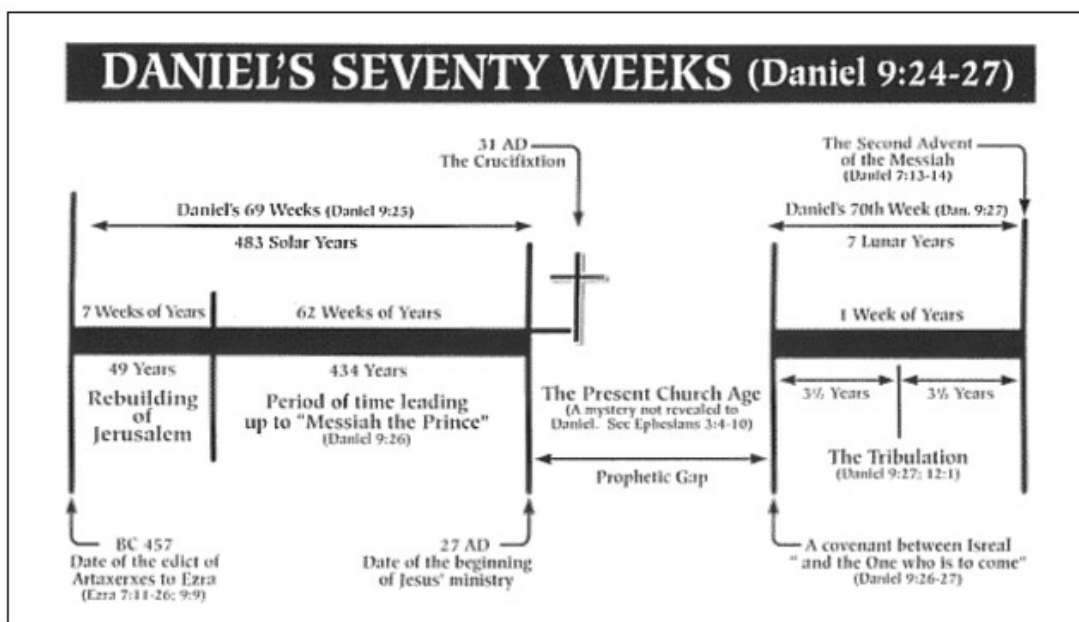 DANIEL'S SEVENTY WEEKS (Daniel 9:24-27)
31 AD
The Crucifixtion
The Second Advent
of the Messiah
(Daniel 7:13-14)
Daniel's 69 Weeks (Daniel 9:25)
483 Solar Years
Daniel's 70th Week (Dan. 9:27)
7 Lunar Years
7 Weeks of Years
62 Weeks of Years
1 Week of Years
49 Years
Rebuilding
of
Jerusalem
434 Years
Period of time leading
up to "Messiah the Prince"
(Daniel 9:26)
The Present Church Age
(A mystery not revealed to
Daniel. See Ephesians 3:4-10)
Prophetic Gap
3½ Years
3½ Years
The Tribulation
(Daniel 9:27; 12:1)
BC 457
Date of the edict of
Artaxerxes to Ezra
(Ezra 7:11-26; 9:9)
27 AD
Date of the beginning
of Jesus' ministry
A covenant between Isreal
" and the One who is to come"
(Daniel 9:26-27)